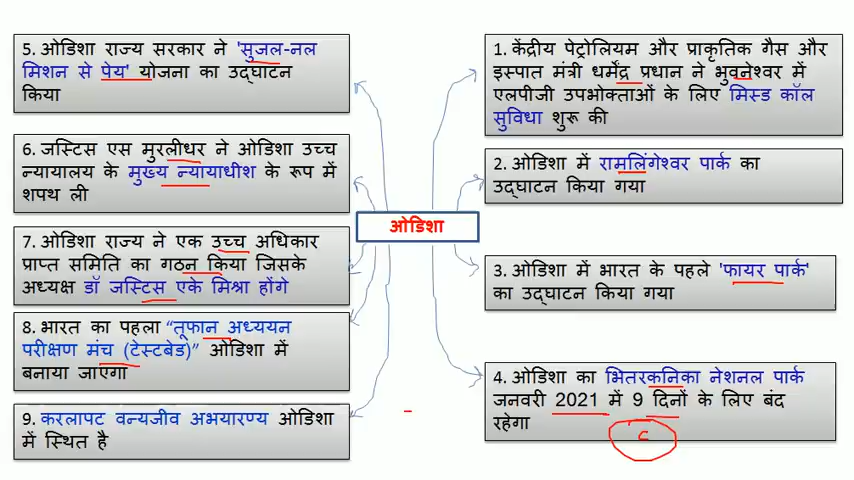 5. ओडिशा राज्य सरकार ने 'सुजल-नल
मिशन से पेय' योजना का उद्घाटन
किया
6. जस्टिस एस मुरलीधर ने ओडिशा उच्च
न्यायालय के मुख्य न्यायाधीश के रूप में
शपथ ली
7. ओडिशा राज्य ने एक उच्च अधिकार
प्राप्त समिति का गठन किया जिसके
अध्यक्ष डॉ जस्टिस एके मिश्रा होंगे
8. भारत का पहला “तूफान अध्ययन
परीक्षण मंच (टेस्टबेड)” ओडिशा में
बनाया जाएगा
9. करलापट वन्यजीव अभयारण्य ओडिशा
में स्थित है
ओडिशा
1. केंद्रीय पेट्रोलियम और प्राकृतिक गैस और
इस्पात मंत्री धर्मेंद्र प्रधान ने भुवनेश्वर में
एलपीजी उपभोक्ताओं के लिए मिस्ड कॉल
सुविधा शुरू की
2. ओडिशा में रामलिंगेश्वर पार्क का
उद्घाटन किया गया
3. ओडिशा में भारत के पहले 'फायर पार्क'
का उद्घाटन किया गया
4. ओडिशा का भितरकनिका नेशनल पार्क
जनवरी 2021 में 9 दिनों के लिए बंद
रहेगा